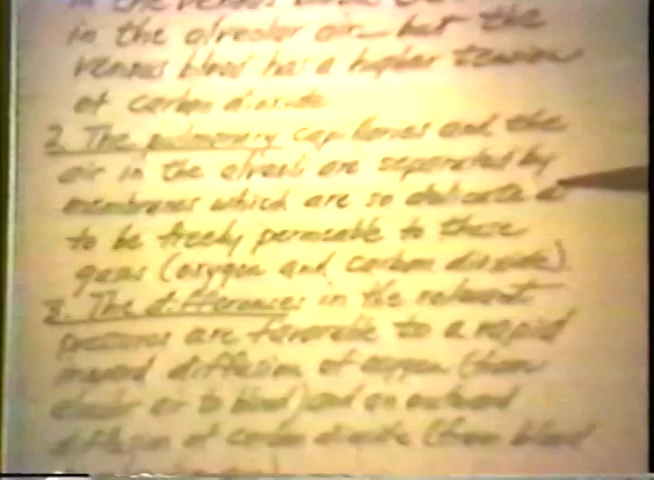 in the venous blood
in the alveolar air_ but the
venous blood has a higher tension
of carbon dioxide
2. The pulmonary capillaries and the
air in the alveoli are separated by
membranes which are so delicate as
to be freely permeable to these
gases (oxygen and carbon dioxide)
3. The differences in the relevant
pressures are favorable to a rapid
inward diffusion of oxygen (from
alveolar air to blood) and an outward
diffusion of carbon dioxide (from blood